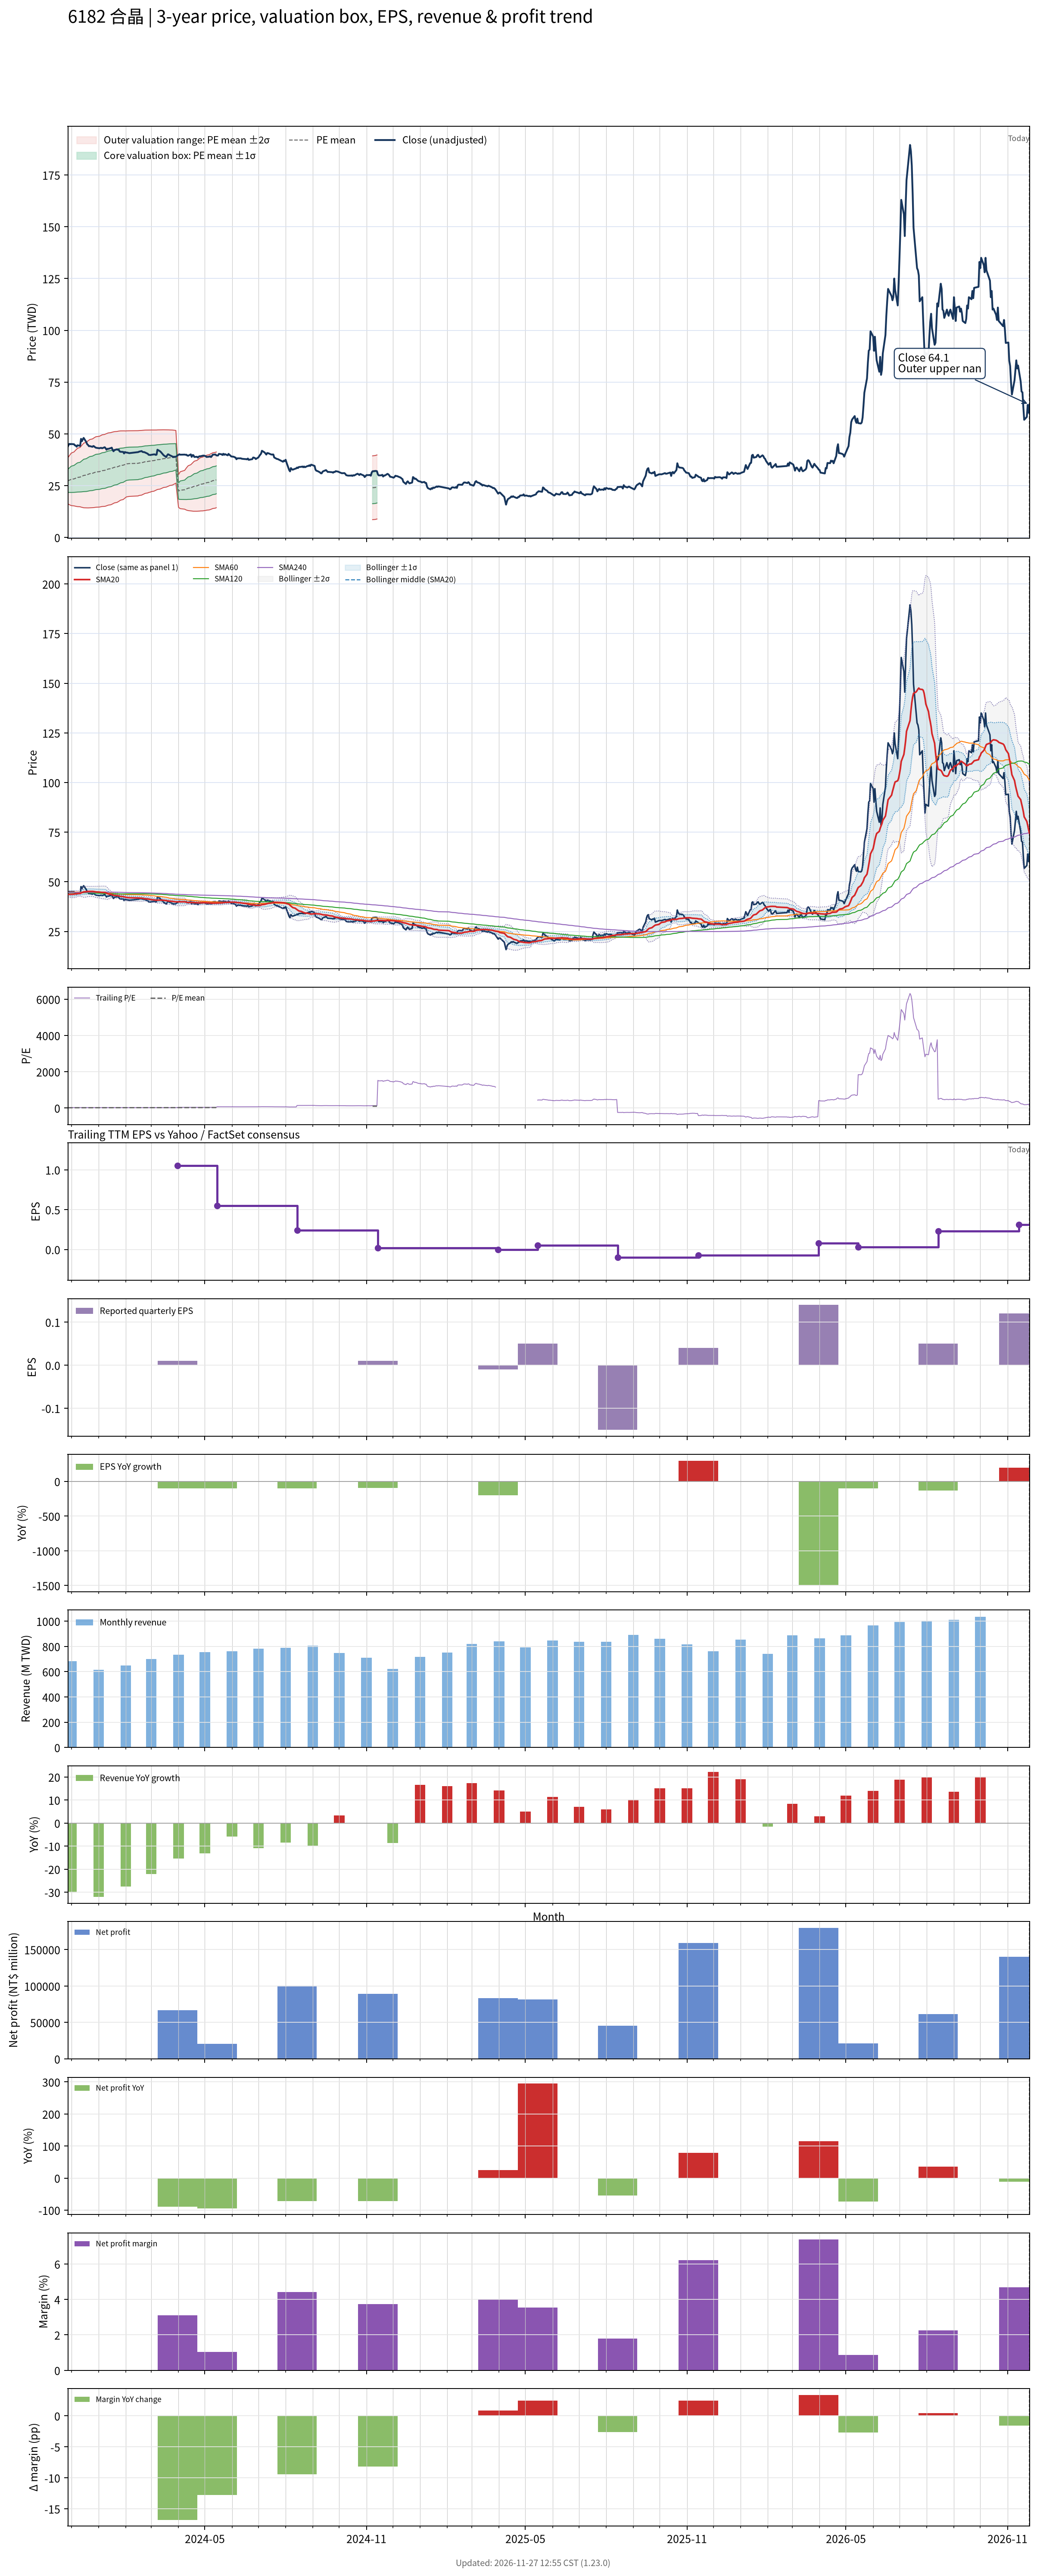 6182 合晶 | 3-year price, valuation box, EPS, revenue & profit trend
Outer valuation range: PE mean ±2σ
PE mean
Close (unadjusted)
Core valuation box: PE mean ±1σ
Today
175
150
125
100
75
50
25
0
Price (TWD)
Close 64.1
Outer upper nan
Close (same as panel 1)
SMA60
SMA240
Bollinger ±1σ
SMA20
SMA120
Bollinger ±2σ
Bollinger middle (SMA20)
200
175
150
125
100
75
50
25
Price
Trailing P/E
P/E mean
6000
4000
2000
0
P/E
Trailing TTM EPS vs Yahoo / FactSet consensus
Today
1.0
0.5
0.0
EPS
Reported quarterly EPS
0.1
0.0
-0.1
EPS
EPS YoY growth
0
-500
-1000
-1500
YoY (%)
Monthly revenue
1000
800
600
400
200
0
Revenue (M TWD)
Revenue YoY growth
20
10
0
-10
-20
-30
YoY (%)
Month
Net profit
150000
100000
50000
0
Net profit (NT$ million)
Net profit YoY
300
200
100
0
-100
YoY (%)
Net profit margin
6
4
2
0
Margin (%)
Margin YoY change
0
-5
-10
-15
Δ margin (pp)
2024-05
2024-11
2025-05
2025-11
2026-05
2026-11
Updated: 2026-11-27 12:55 CST (1.23.0)